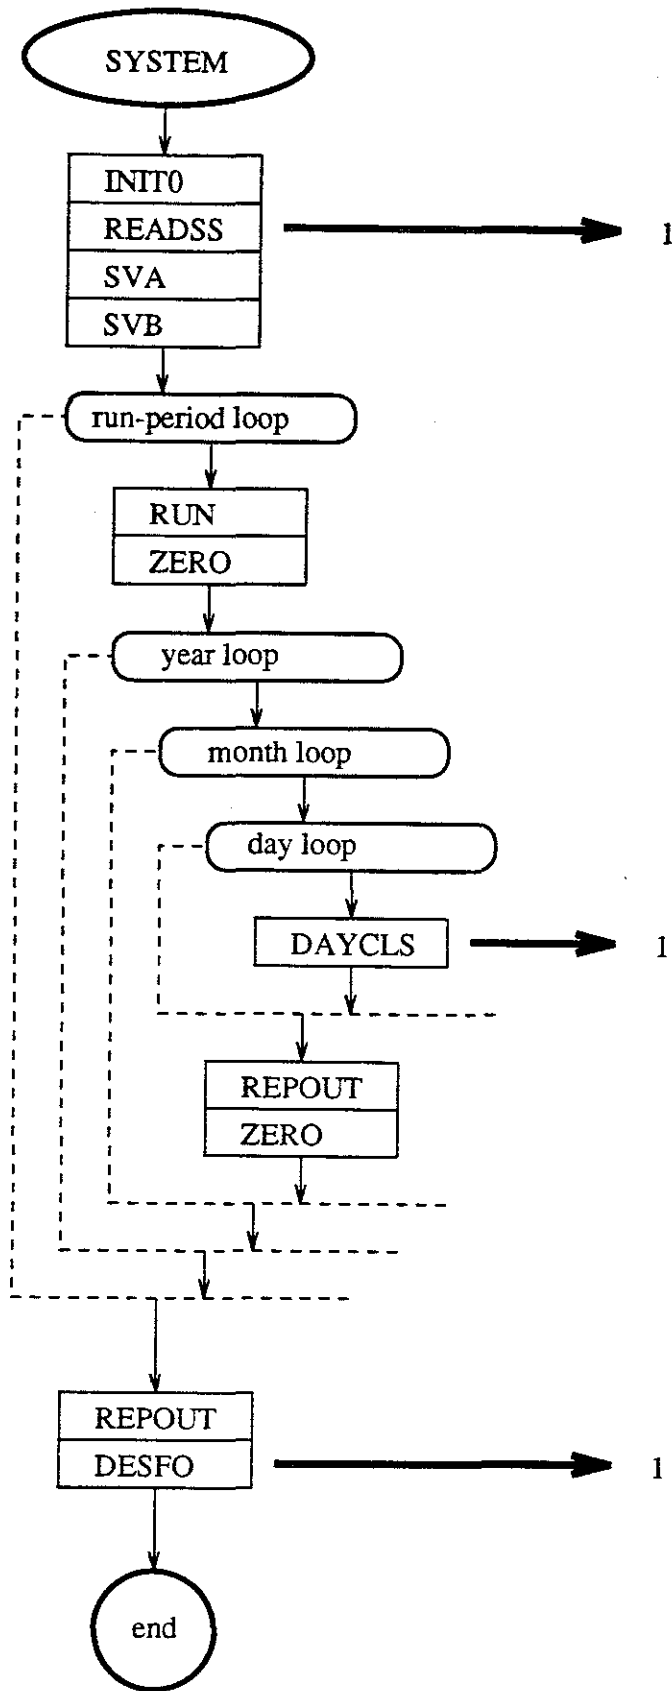 SYSTEM
INIT0
READSS
1
SVA
SVB
run-period loop
RUN
ZERO
year loop
month loop
day loop
DAYCLS
1
REPOUT
ZERO
REPOUT
DESFO
1
end